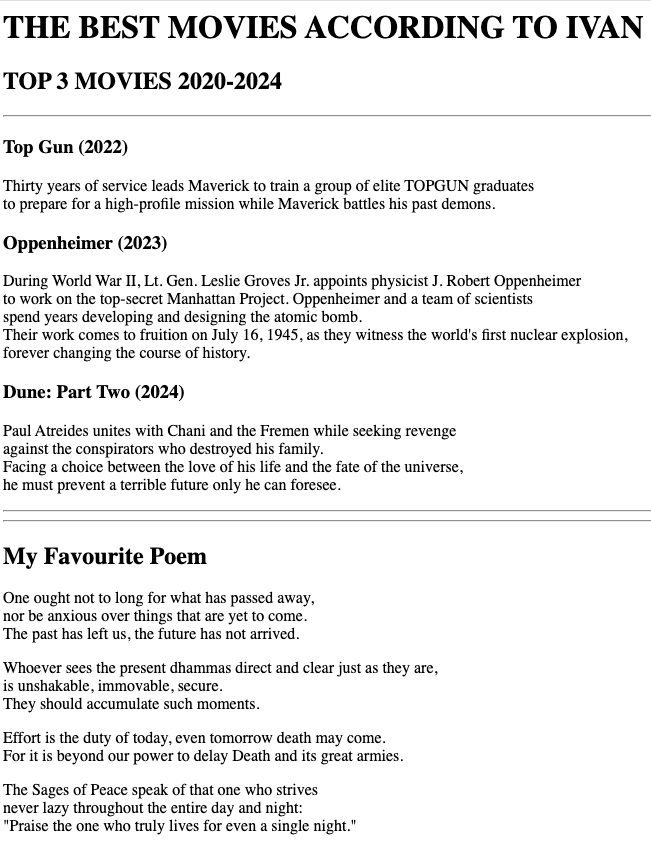 THE BEST MOVIES ACCORDING TO IVAN
TOP 3 MOVIES 2020-2024
Top Gun (2022)
Thirty years of service leads Maverick to train a group of elite TOPGUN graduates
to prepare for a high-profile mission while Maverick battles his past demons.
Oppenheimer (2023)
During World War II, Lt. Gen. Leslie Groves Jr. appoints physicist J. Robert Oppenheimer
to work on the top-secret Manhattan Project. Oppenheimer and a team of scientists
spend years developing and designing the atomic bomb.
Their work comes to fruition on July 16, 1945, as they witness the world's first nuclear explosion,
forever changing the course of history.
Dune: Part Two (2024)
Paul Atreides unites with Chani and the Fremen while seeking revenge
against the conspirators who destroyed his family.
Facing a choice between the love of his life and the fate of the universe,
he must prevent a terrible future only he can foresee.
My Favourite Poem
One ought not to long for what has passed away,
nor be anxious over things that are yet to come.
The past has left us, the future has not arrived.
Whoever sees the present dhammas direct and clear just as they are,
is unshakable, immovable, secure.
They should accumulate such moments.
Effort is the duty of today, even tomorrow death may come.
For it is beyond our power to delay Death and its great armies.
The Sages of Peace speak of that one who strives
never lazy throughout the entire day and night:
"Praise the one who truly lives for even a single night."